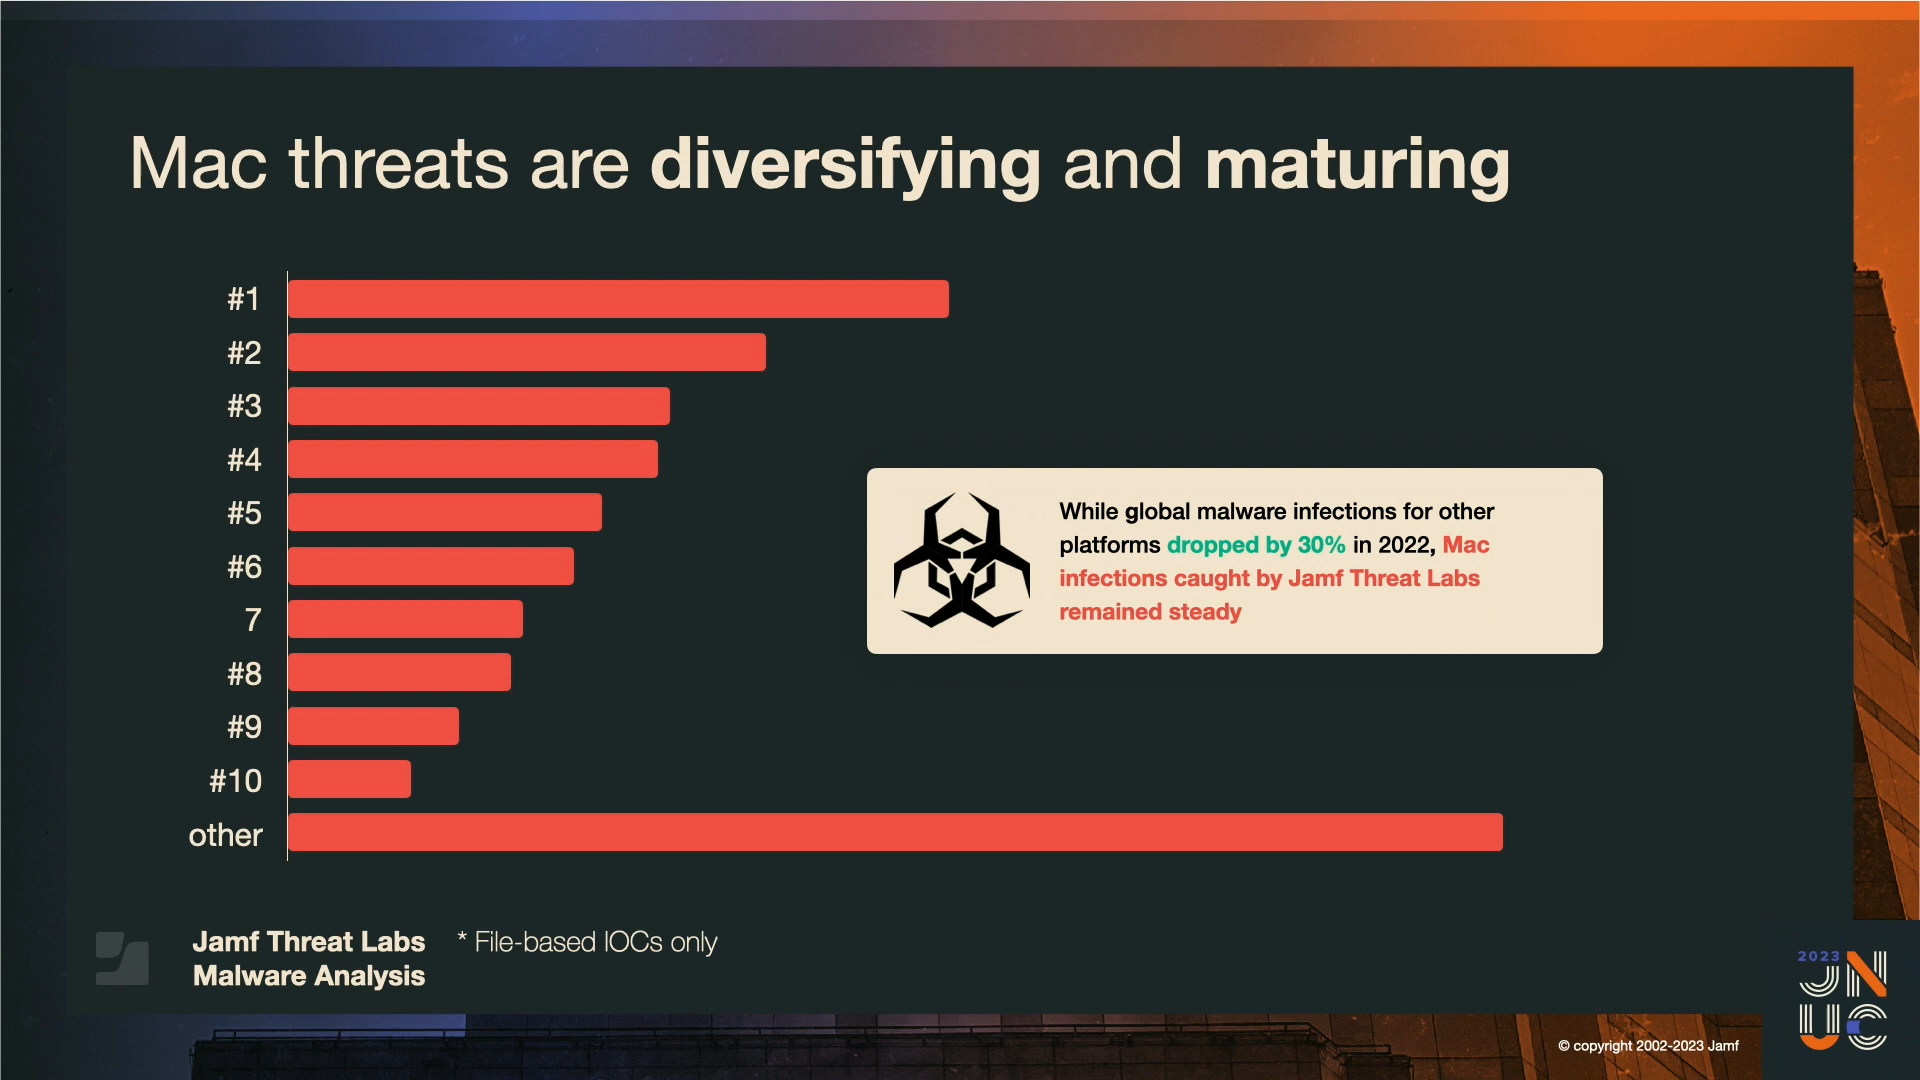 Mac threats are diversifying and maturing
#1
#2
#3
#4
#5
#6
7
#8
#9
#10
other
While global malware infections for other
platforms dropped by 30% in 2022, Mac
infections caught by Jamf Threat Labs
remained steady
Jamf Threat Labs
Malware Analysis
* File-based IOCs only
2023
JN
UC
© copyright 2002-2023 Jamf